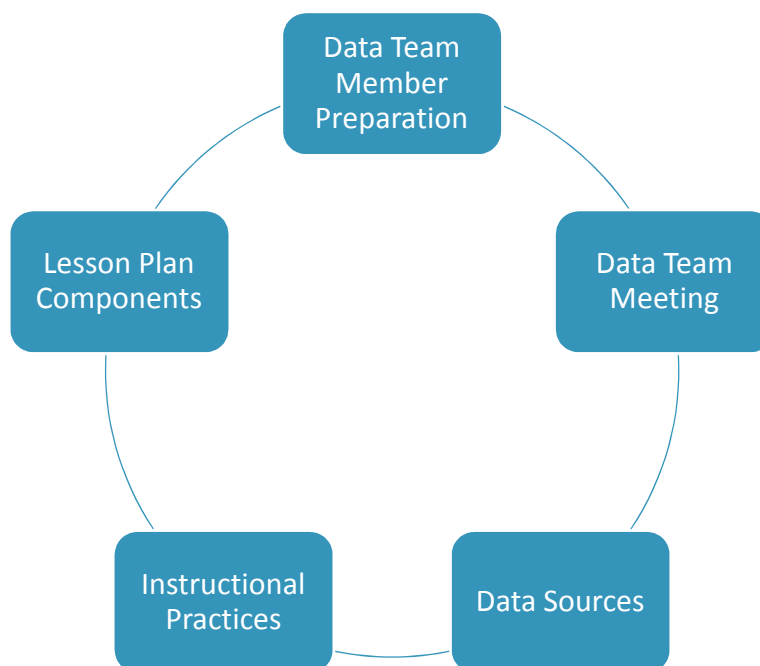 Data Team
Member
Preparation
Data Team
Meeting
Data Sources
Instructional
Practices
Lesson Plan
Components